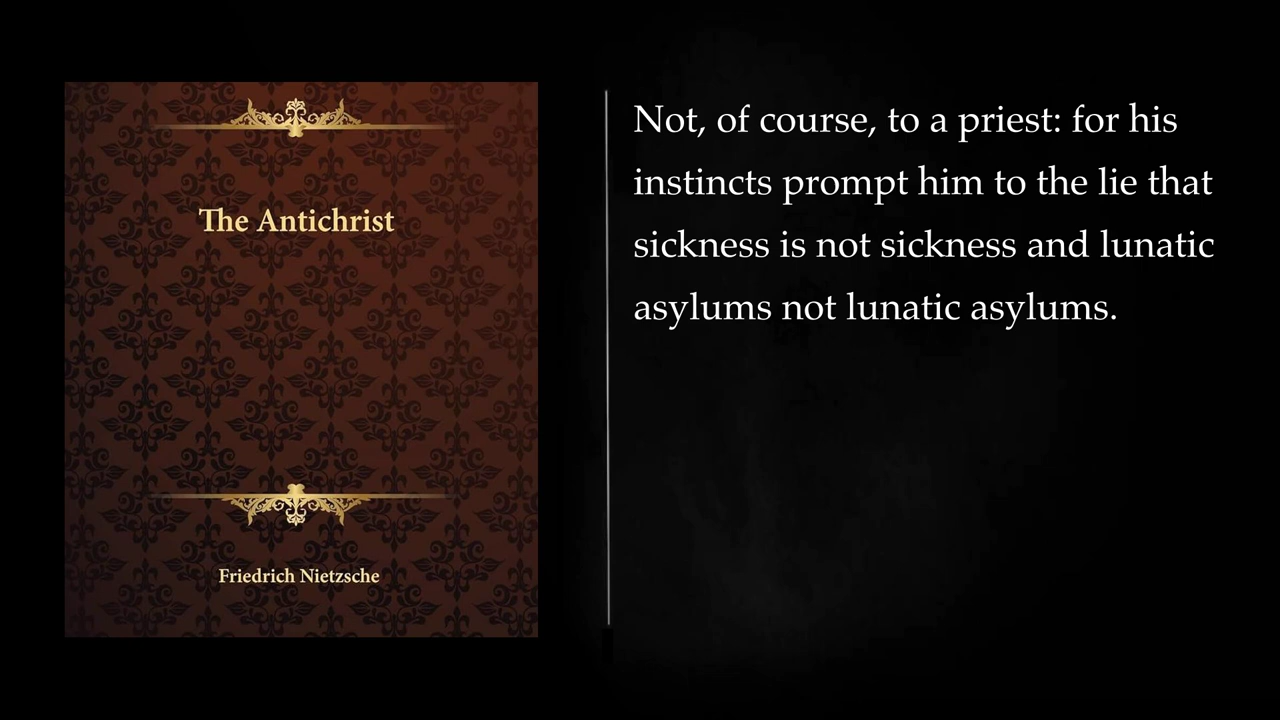 The Antichrist
Friedrich Nietzsche
Not, of course, to a priest: for his
instincts prompt him to the lie that
sickness is not sickness and lunatic
asylums not lunatic asylums.